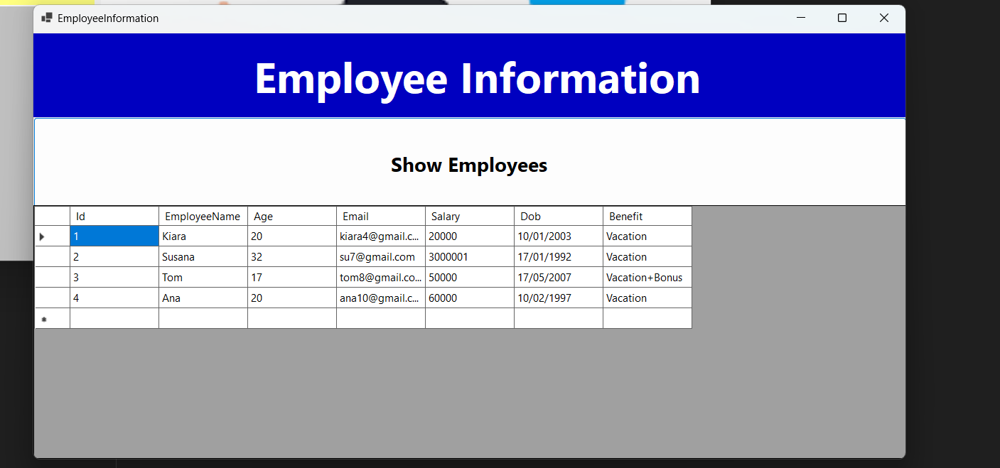 EmployeeInformation
Employee Information
Show Employees
Id EmployeeName Age Email Salary Dob Benefit
1 Kiara 20 kiara4@gmail.c... 20000 10/01/2003 Vacation
2 Susana 32 su7@gmail.com 3000001 17/01/1992 Vacation
3 Tom 17 tom8@gmail.co... 50000 17/05/2007 Vacation+Bonus
4 Ana 20 ana10@gmail.c... 60000 10/02/1997 Vacation